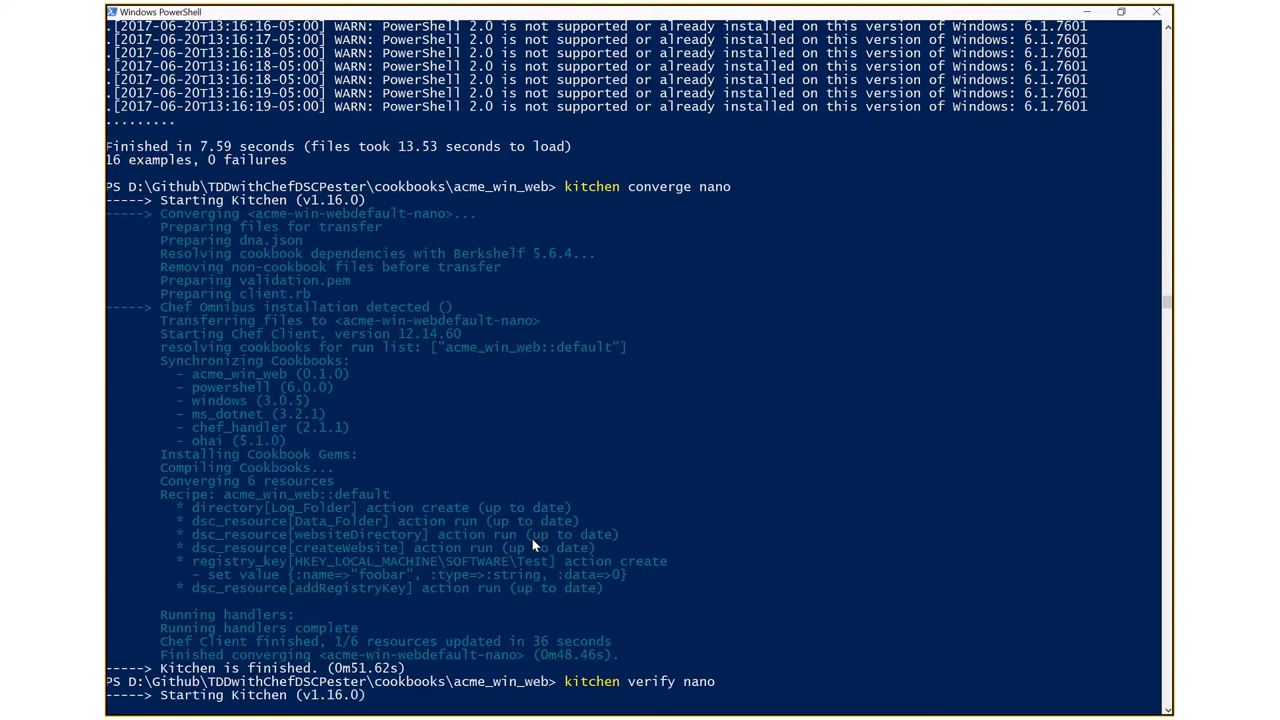 Windows PowerShell
.[2017-06-20T13:16:16-05:00] WARN: PowerShell 2.0 is not supported or already installed on this version of Windows: 6.1.7601
.[2017-06-20T13:16:17-05:00] WARN: PowerShell 2.0 is not supported or already installed on this version of Windows: 6.1.7601
.[2017-06-20T13:16:18-05:00] WARN: PowerShell 2.0 is not supported or already installed on this version of Windows: 6.1.7601
.[2017-06-20T13:16:18-05:00] WARN: PowerShell 2.0 is not supported or already installed on this version of Windows: 6.1.7601
.[2017-06-20T13:16:18-05:00] WARN: PowerShell 2.0 is not supported or already installed on this version of Windows: 6.1.7601
.[2017-06-20T13:16:19-05:00] WARN: PowerShell 2.0 is not supported or already installed on this version of Windows: 6.1.7601
.[2017-06-20T13:16:19-05:00] WARN: PowerShell 2.0 is not supported or already installed on this version of Windows: 6.1.7601
.........
Finished in 7.59 seconds (files took 13.53 seconds to load)
16 examples, 0 failures
PS D:\Github\TDDwithChefDSCPester\cookbooks\acme_win_web> kitchen converge nano
-----> Starting Kitchen (v1.16.0)
-----> Converging <acme-win-webdefault-nano>...
Preparing files for transfer
Preparing dna.json
Resolving cookbook dependencies with Berkshelf 5.6.4...
Removing non-cookbook files before transfer
Preparing validation.pem
Preparing client.rb
-----> Chef Omnibus installation detected ()
Transferring files to <acme-win-webdefault-nano>
Starting Chef Client, version 12.14.60
resolving cookbooks for run list: ["acme_win_web::default"]
Synchronizing Cookbooks:
- acme_win_web (0.1.0)
- powershell (6.0.0)
- windows (3.0.5)
- ms_dotnet (3.2.1)
- chef_handler (2.1.1)
- ohai (5.1.0)
Installing Cookbook Gems:
Compiling Cookbooks...
Converging 6 resources
Recipe: acme_win_web::default
* directory[Log_Folder] action create (up to date)
* dsc_resource[Data_Folder] action run (up to date)
* dsc_resource[websiteDirectory] action run (up to date)
* dsc_resource[createWebsite] action run (up to date)
* registry_key[HKEY_LOCAL_MACHINE\SOFTWARE\Test] action create
- set value {:name=>"foobar", :type=>:string, :data=>0}
* dsc_resource[addRegistryKey] action run (up to date)
Running handlers:
Running handlers complete
Chef Client finished, 1/6 resources updated in 36 seconds
Finished converging <acme-win-webdefault-nano> (0m48.46s).
-----> Kitchen is finished. (0m51.62s)
PS D:\Github\TDDwithChefDSCPester\cookbooks\acme_win_web> kitchen verify nano
-----> Starting Kitchen (v1.16.0)